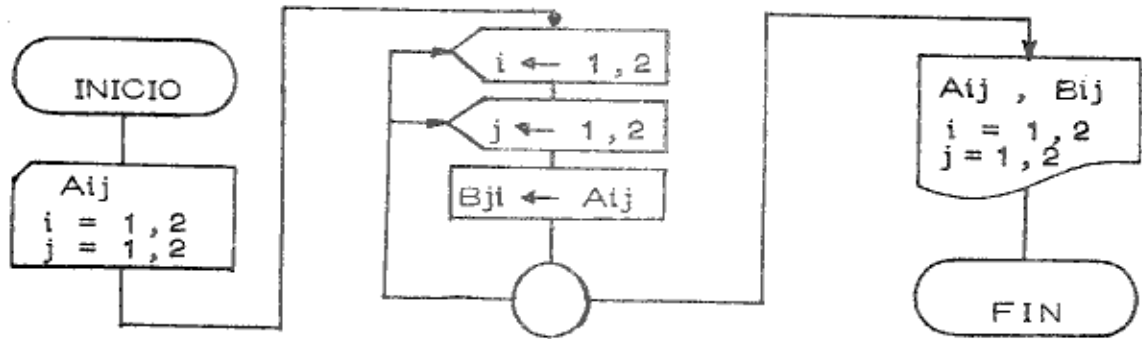 INICIO
Aij
i = 1,2
j = 1,2
i ← 1,2
j ← 1,2
Bji ← Aij
Aij , Bij
i = 1,2
j = 1,2
FIN